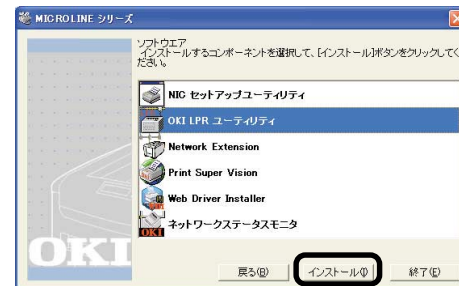 MICROLINE シリーズ
ソフトウエア
インストールするコンポーネントを選択して、[インストール]ボタンをクリックしてく
ださい。
NIC セットアップユーティリティ
OKI LPR ユーティリティ
Network Extension
Print Super Vision
Web Driver Installer
ネットワークステータスモニタ
OKI
OKI
戻る(B) インストール(I) 終了(E)